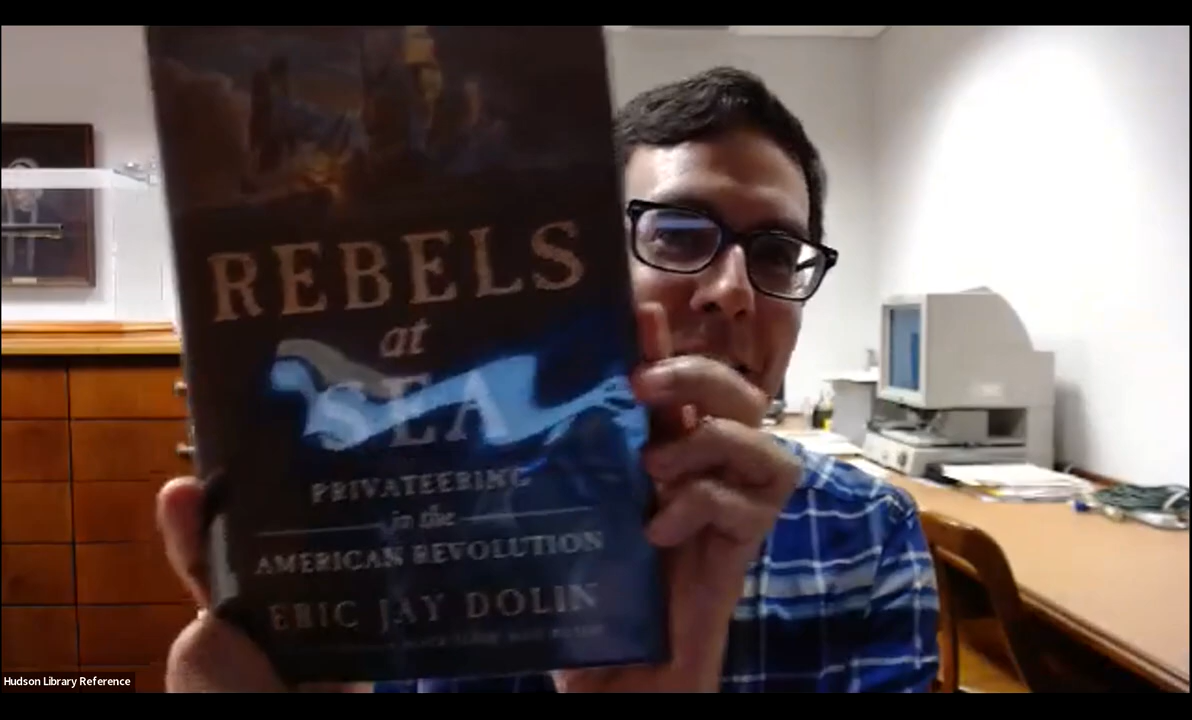 REBELS
at
SEA
PRIVATEERING
in the
AMERICAN REVOLUTION
ERIC JAY DOLIN
Hudson Library Reference